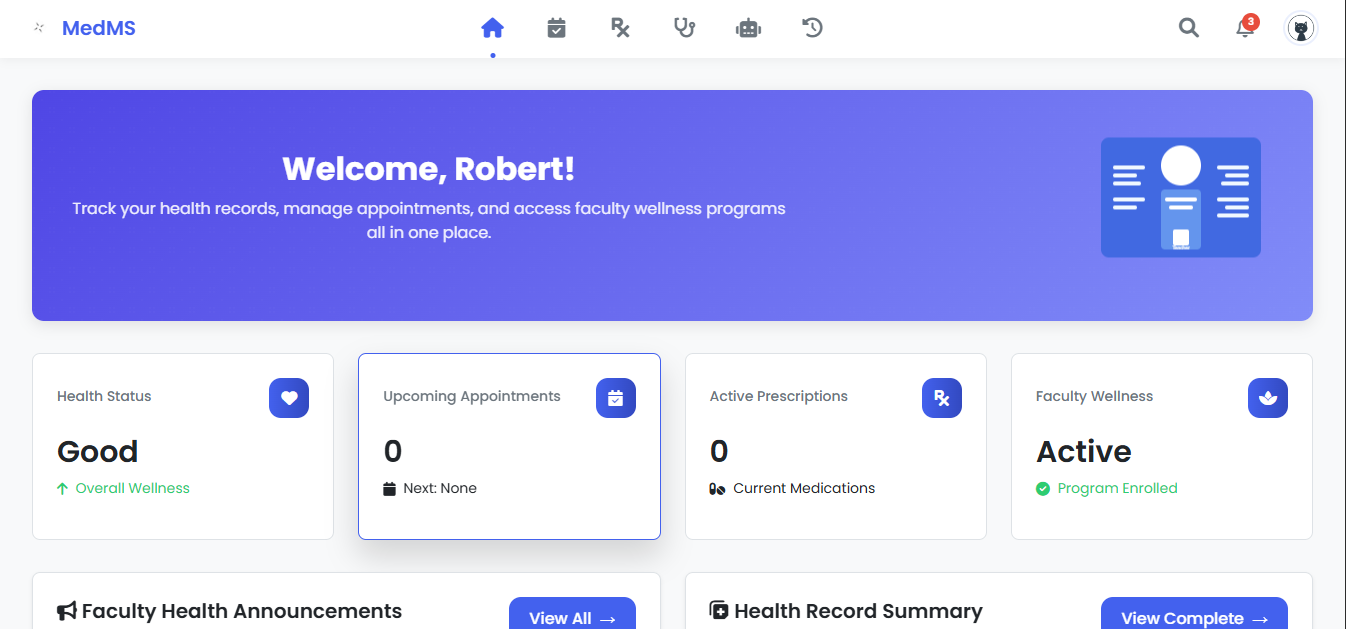 MedMS
3
Welcome, Robert!
Track your health records, manage appointments, and access faculty wellness programs
all in one place.
Health Status
Good
Overall Wellness
Upcoming Appointments
0
Next: None
Active Prescriptions
0
Current Medications
Faculty Wellness
Active
Program Enrolled
Faculty Health Announcements
View All →
Health Record Summary
View Complete →